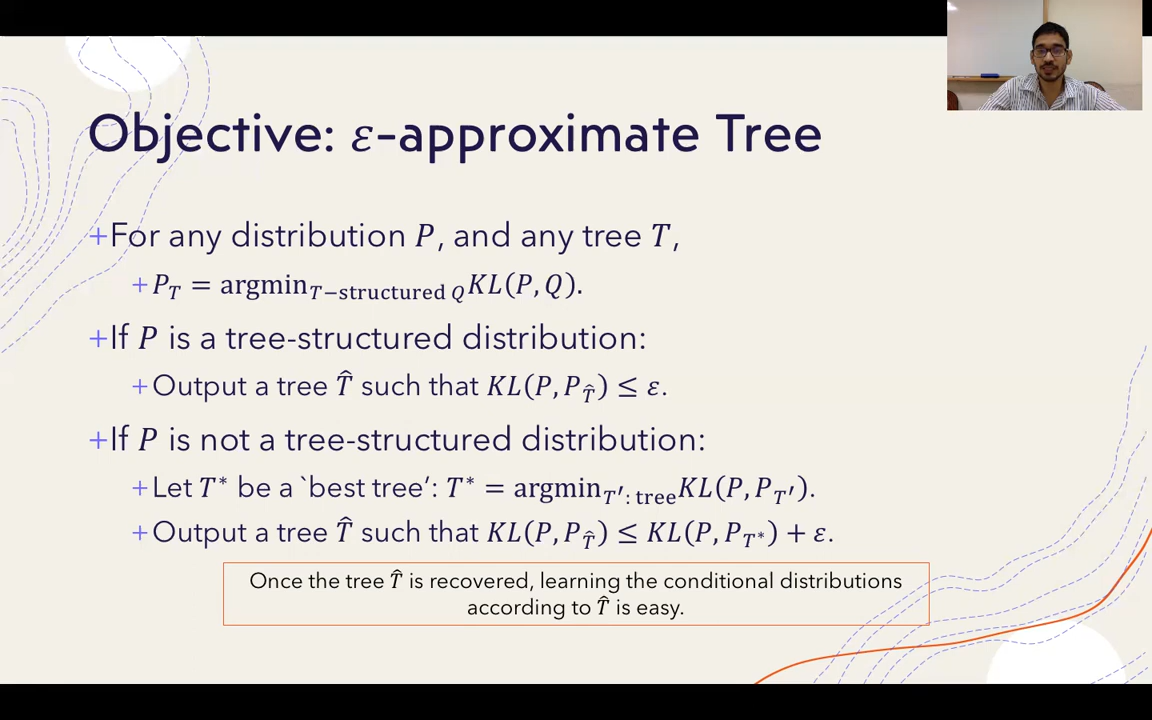 Objective: ε-approximate Tree
+For any distribution P, and any tree T,
+P_T = argmin_{T−structured Q} KL(P, Q).
+If P is a tree-structured distribution:
+Output a tree T̂ such that KL(P, P_T̂) ≤ ε.
+If P is not a tree-structured distribution:
+Let T* be a `best tree': T* = argmin_{T′: tree} KL(P, P_{T′}).
+Output a tree T̂ such that KL(P, P_T̂) ≤ KL(P, P_{T*}) + ε.
Once the tree T̂ is recovered, learning the conditional distributions
according to T̂ is easy.